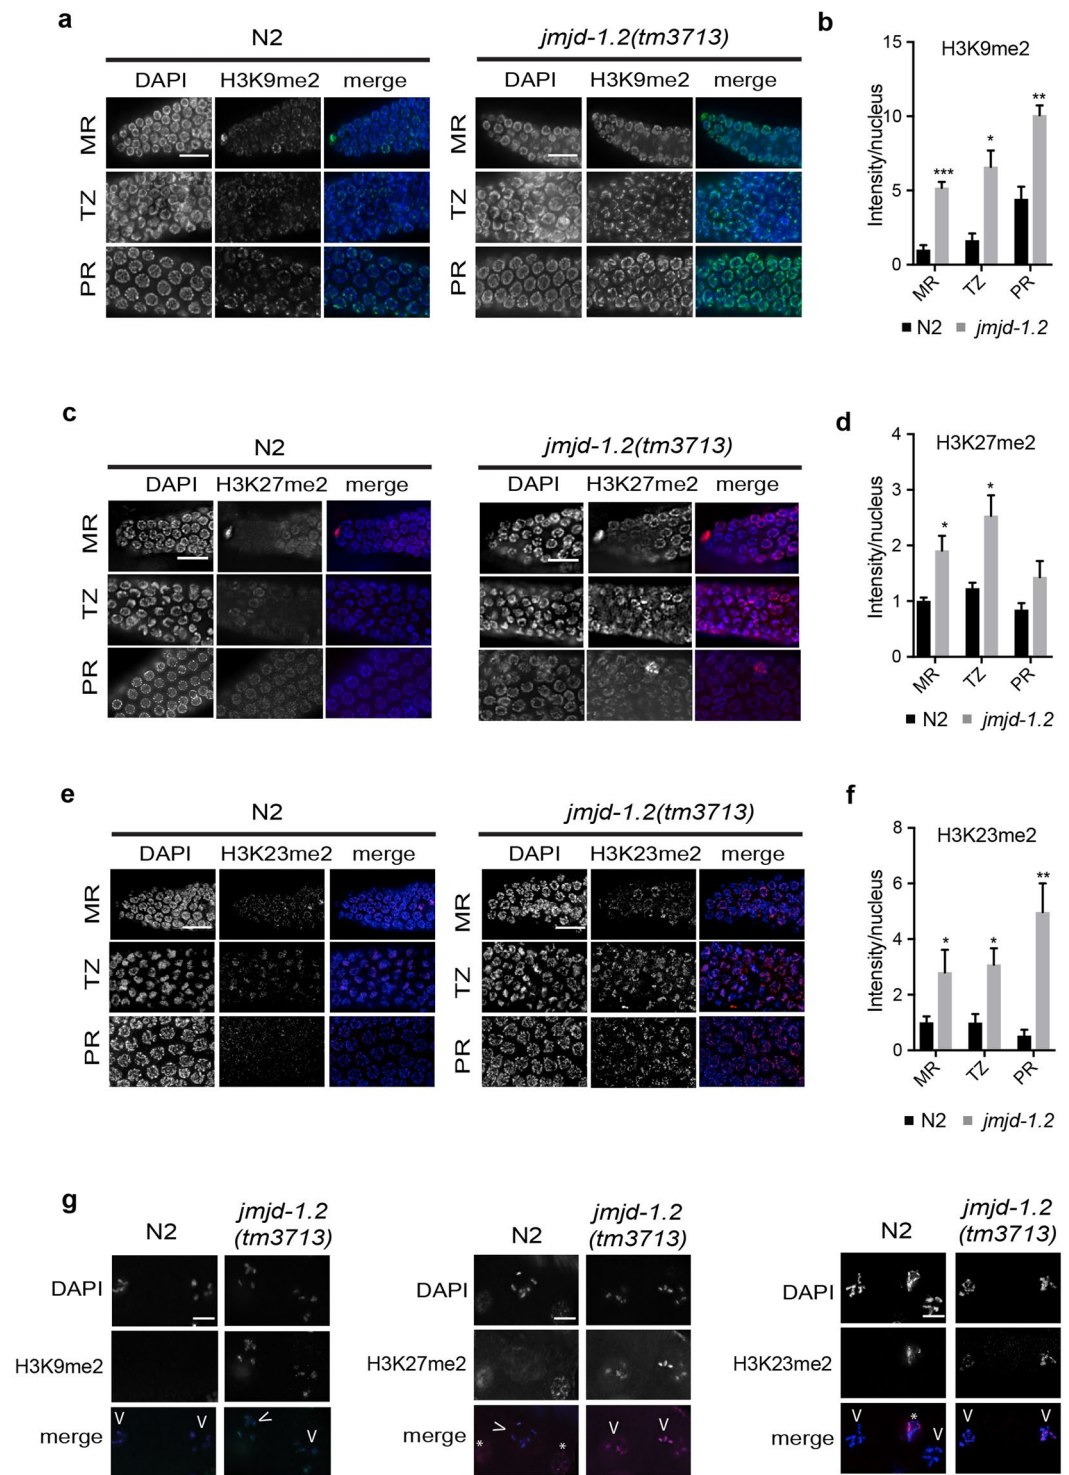 a
N2
jmjd-1.2(tm3713)
DAPI H3K9me2 merge
DAPI H3K9me2 merge
MR
TZ
PR
MR
TZ
PR
b
H3K9me2
Intensity/nucleus
15
10
5
0
***
*
**
MR TZ PR
N2 jmjd-1.2
c
N2
jmjd-1.2(tm3713)
DAPI H3K27me2 merge
DAPI H3K27me2 merge
MR
TZ
PR
MR
TZ
PR
d
H3K27me2
Intensity/nucleus
4
3
2
1
0
*
*
MR TZ PR
N2 jmjd-1.2
e
N2
jmjd-1.2(tm3713)
DAPI H3K23me2 merge
DAPI H3K23me2 merge
MR
TZ
PR
MR
TZ
PR
f
H3K23me2
Intensity/nucleus
8
6
4
2
0
*
*
**
MR TZ PR
N2 jmjd-1.2
g
N2
jmjd-1.2
(tm3713)
DAPI
H3K9me2
merge
N2
jmjd-1.2
(tm3713)
DAPI
H3K27me2
merge
*
*
N2
jmjd-1.2
(tm3713)
DAPI
H3K23me2
merge
*